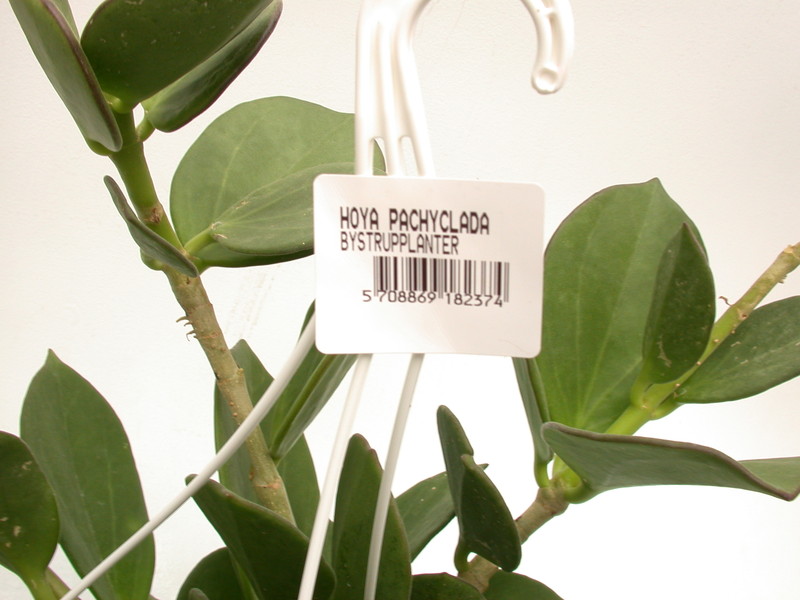 HOYA PACHYCLADA
BYSTRUPPLANTER
5 708869 182374